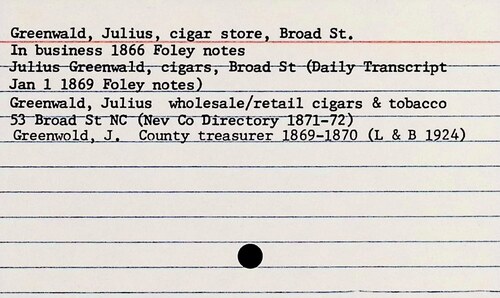 Greenwald, Julius, cigar store, Broad St.
In business 1866 Foley notes
Julius Greenwald, cigars, Broad St (Daily Transcript
Jan 1 1869 Foley notes)
Greenwald, Julius  wholesale/retail cigars & tobacco
53 Broad St NC (Nev Co Directory 1871-72)
Greenwold, J.  County treasurer 1869-1870 (L & B 1924)